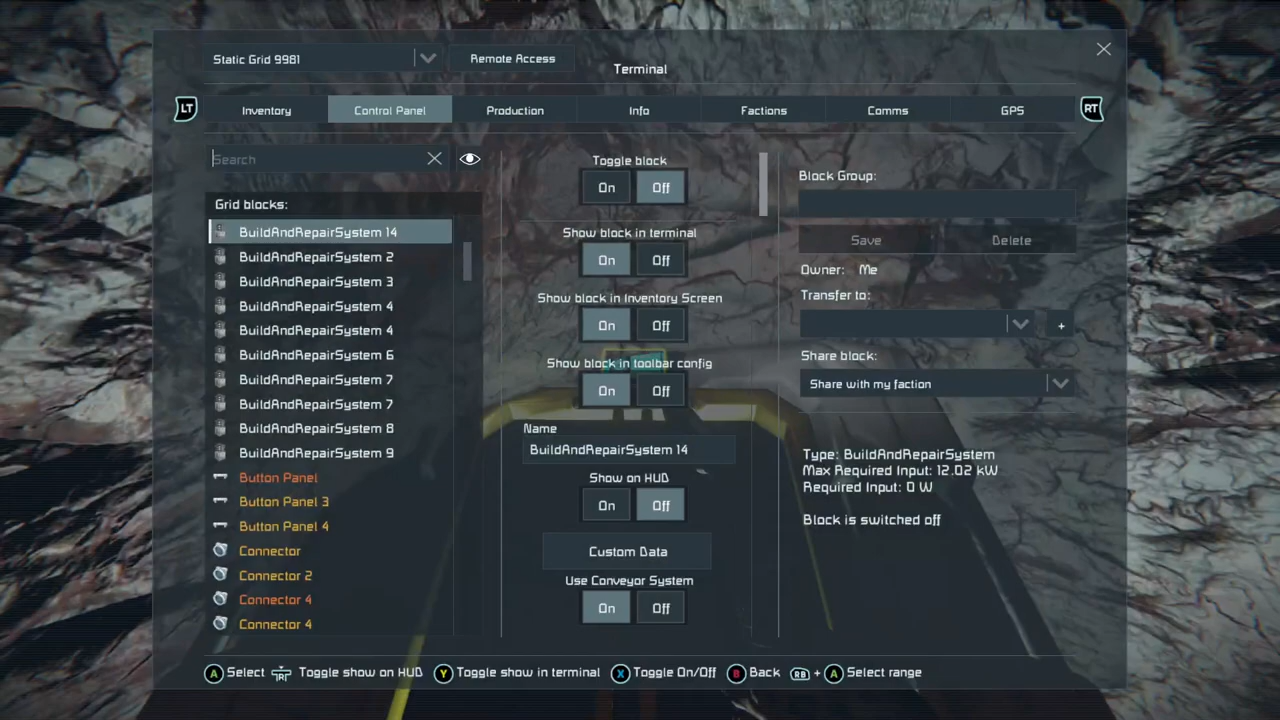 Static Grid 9981
Remote Access
Terminal
LT
Inventory
Control Panel
Production
Info
Factions
Comms
GPS
RT
Search
Grid blocks:
BuildAndRepairSystem 14
BuildAndRepairSystem 2
BuildAndRepairSystem 3
BuildAndRepairSystem 4
BuildAndRepairSystem 4
BuildAndRepairSystem 6
BuildAndRepairSystem 7
BuildAndRepairSystem 7
BuildAndRepairSystem 8
BuildAndRepairSystem 9
Button Panel
Button Panel 3
Button Panel 4
Connector
Connector 2
Connector 4
Connector 4
Toggle block
On Off
Show block in terminal
On Off
Show block in Inventory Screen
On Off
Show block in toolbar config
On Off
Name
BuildAndRepairSystem 14
Show on HUD
On Off
Custom Data
Use Conveyor System
On Off
Block Group:
Save Delete
Owner: Me
Transfer to:
+
Share block:
Share with my faction
Type: BuildAndRepairSystem
Max Required Input: 12.02 kW
Required Input: 0 W
Block is switched off
A Select Toggle show on HUD Y Toggle show in terminal X Toggle On/Off B Back RB + A Select range